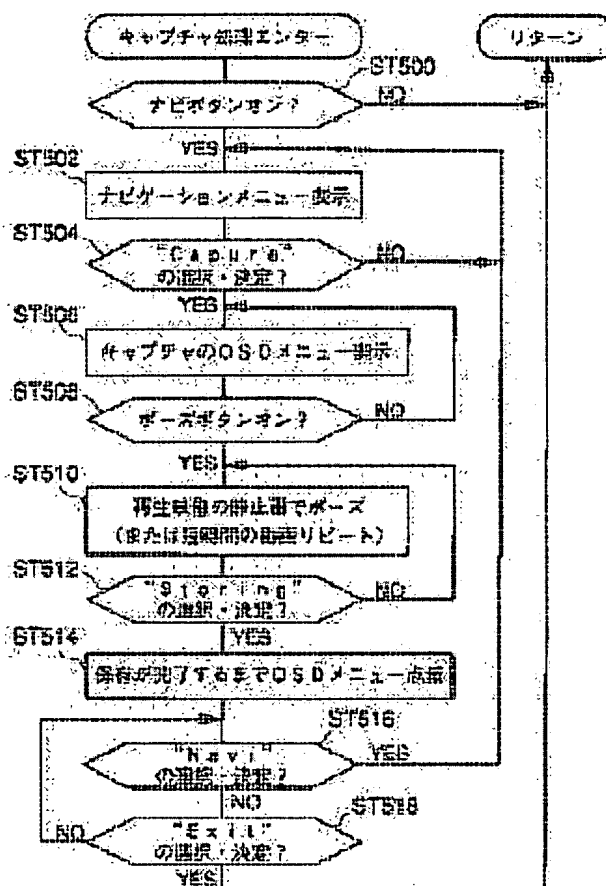 キャプチャ処理エンター
リターン
ST500
ナビボタンオン?
NO
YES
ST502
ナビゲーションメニュー表示
ST504
"Capure"
の選択・決定?
NO
YES
ST506
キャプチャのOSDメニュー表示
ST508
ポーズボタンオン?
NO
YES
ST510
再生映像の静止画でポーズ
(または短期間の動画リピート)
ST512
"Storing"
の選択・決定?
NO
YES
ST514
保存が完了するまでOSDメニュー点滅
ST516
"Navi"
の選択・決定?
YES
NO
ST518
"Exit"
の選択・決定?
NO
YES